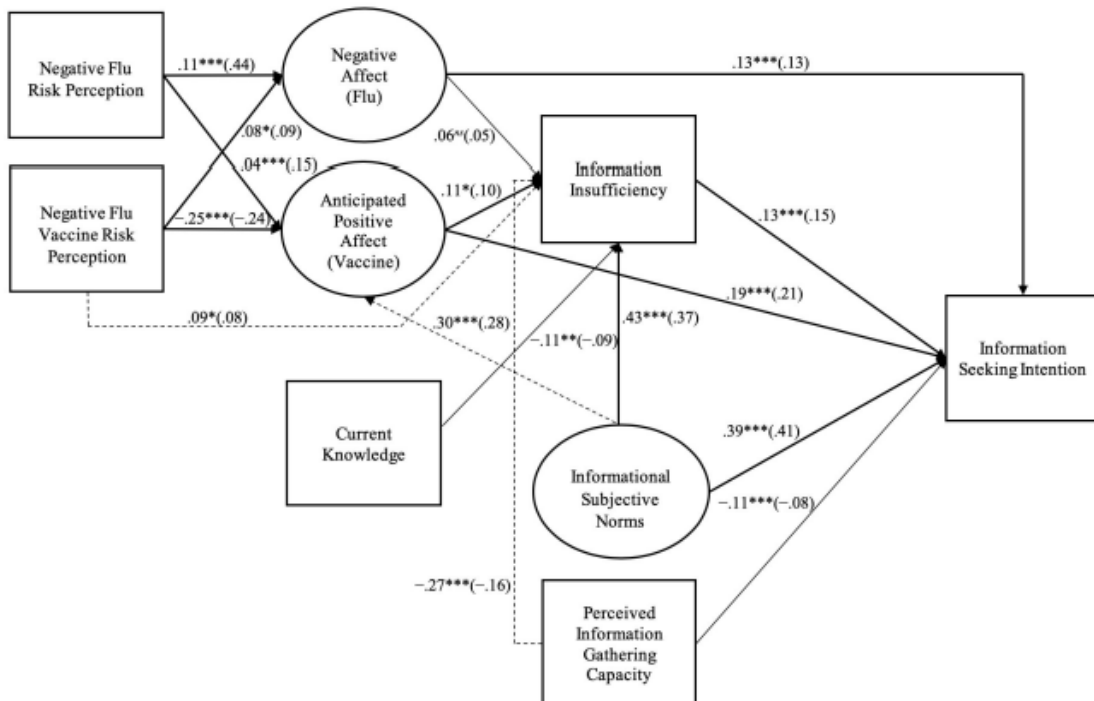 Negative Flu
Risk Perception
.11***(.44)
Negative
Affect
(Flu)
.13***(.13)
.08*(.09)
.04***(.15)
.06ⁿˢ(.05)
Information
Insufficiency
Negative Flu
Vaccine Risk
Perception
−.25***(−.24)
Anticipated
Positive
Affect
(Vaccine)
.11*(.10)
.13***(.15)
.09*(.08)
.30***(.28)
−.11**(−.09)
.43***(.37)
.19***(.21)
Information
Seeking Intention
Current
Knowledge
Informational
Subjective
Norms
.39***(.41)
−.11***(−.08)
−.27***(−.16)
Perceived
Information
Gathering
Capacity